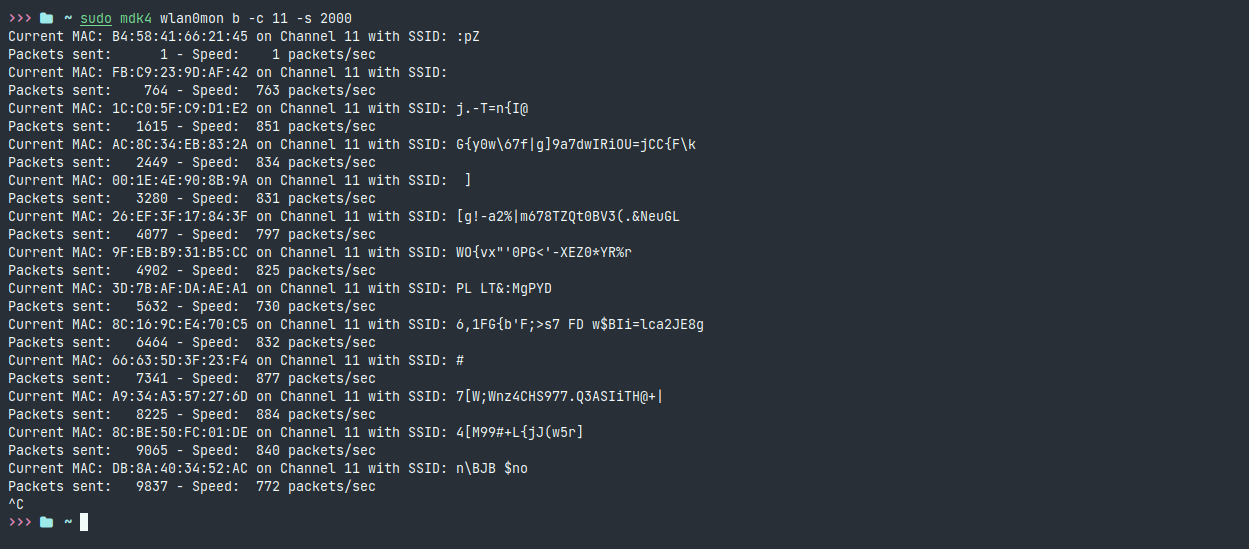 >>> ~ sudo mdk4 wlan0mon b -c 11 -s 2000
Current MAC: B4:58:41:66:21:45 on Channel 11 with SSID: :pZ
Packets sent:      1 - Speed:    1 packets/sec
Current MAC: FB:C9:23:9D:AF:42 on Channel 11 with SSID:
Packets sent:    764 - Speed:  763 packets/sec
Current MAC: 1C:C0:5F:C9:D1:E2 on Channel 11 with SSID: j.-T=n{I@
Packets sent:   1615 - Speed:  851 packets/sec
Current MAC: AC:8C:34:EB:83:2A on Channel 11 with SSID: G{y0w\67f|g]9a7dwIRiOU=jCC{F\k
Packets sent:   2449 - Speed:  834 packets/sec
Current MAC: 00:1E:4E:90:8B:9A on Channel 11 with SSID:  ]
Packets sent:   3280 - Speed:  831 packets/sec
Current MAC: 26:EF:3F:17:84:3F on Channel 11 with SSID: [g!-a2%|m678TZQt0BV3(.&NeuGL
Packets sent:   4077 - Speed:  797 packets/sec
Current MAC: 9F:EB:B9:31:B5:CC on Channel 11 with SSID: WO{vx"'0PG<'-XEZ0*YR%r
Packets sent:   4902 - Speed:  825 packets/sec
Current MAC: 3D:7B:AF:DA:AE:A1 on Channel 11 with SSID: PL LT&:MgPYD
Packets sent:   5632 - Speed:  730 packets/sec
Current MAC: 8C:16:9C:E4:70:C5 on Channel 11 with SSID: 6,1FG{b'F;>s7 FD w$BIi=lca2JE8g
Packets sent:   6464 - Speed:  832 packets/sec
Current MAC: 66:63:5D:3F:23:F4 on Channel 11 with SSID: #
Packets sent:   7341 - Speed:  877 packets/sec
Current MAC: A9:34:A3:57:27:6D on Channel 11 with SSID: 7[W;Wnz4CHS977.Q3ASIiTH@+|
Packets sent:   8225 - Speed:  884 packets/sec
Current MAC: 8C:BE:50:FC:01:DE on Channel 11 with SSID: 4[M99#+L{jJ(w5r]
Packets sent:   9065 - Speed:  840 packets/sec
Current MAC: DB:8A:40:34:52:AC on Channel 11 with SSID: n\BJB $no
Packets sent:   9837 - Speed:  772 packets/sec
^C
>>> ~